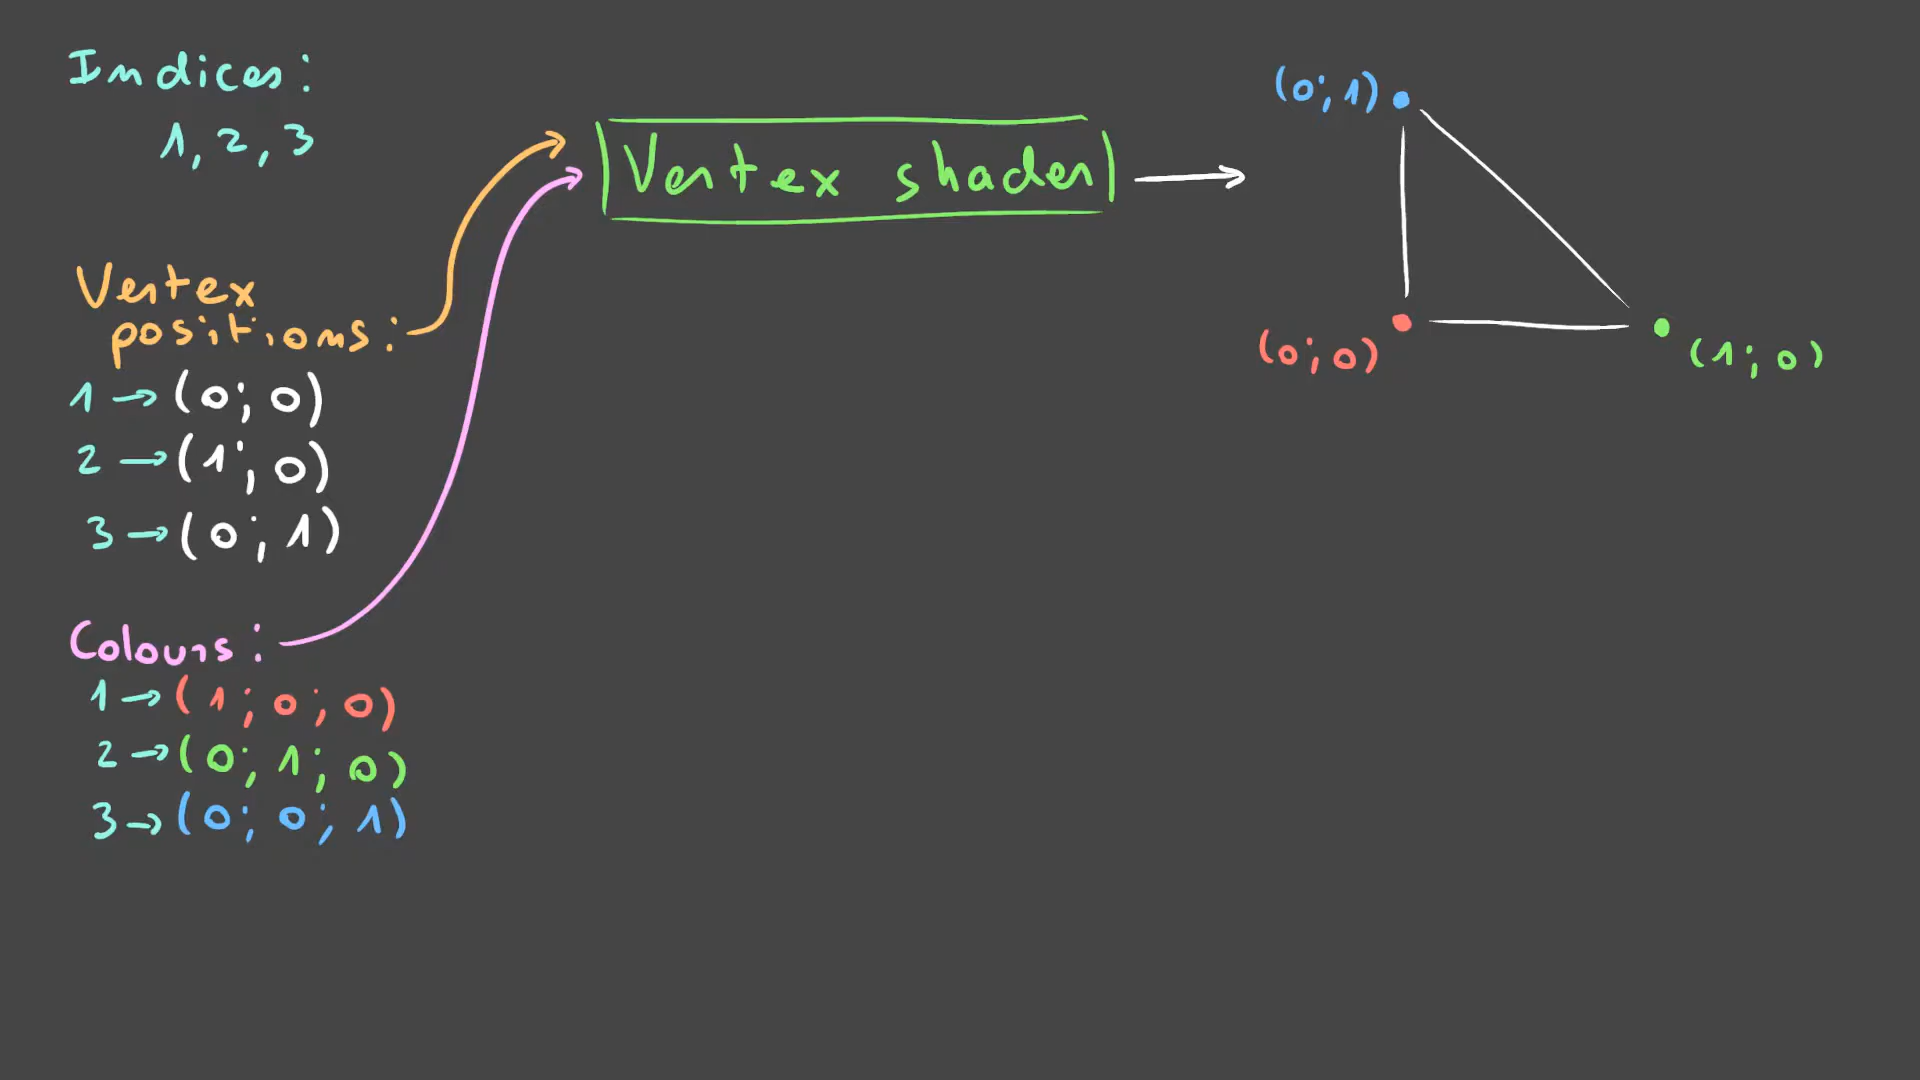 Indices:
1, 2, 3
Vertex
positions:
1 → (0; 0)
2 → (1; 0)
3 → (0; 1)
Colours:
1 → (1; 0; 0)
2 → (0; 1; 0)
3 → (0; 0; 1)
Vertex shader
(0; 1)
(0; 0)
(1; 0)